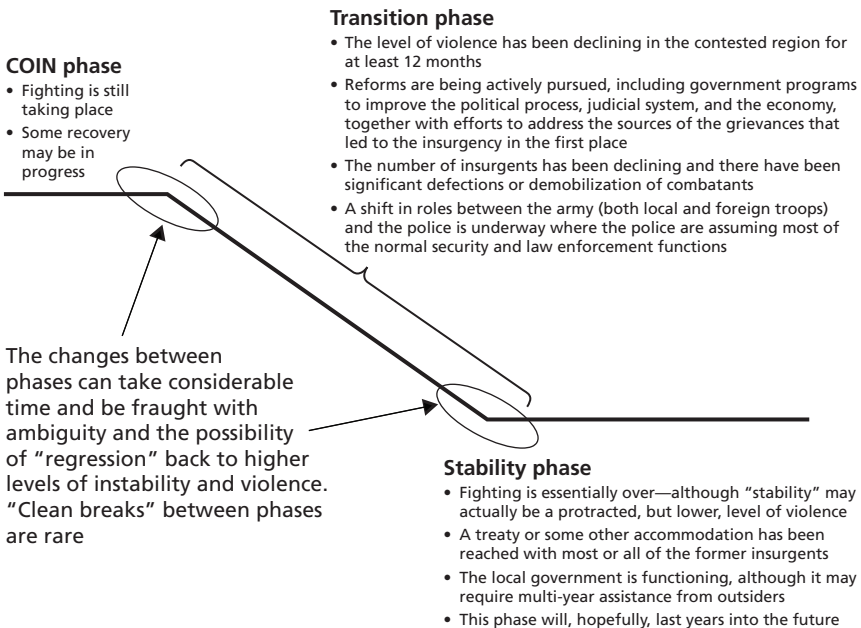 COIN phase
• Fighting is still
taking place
• Some recovery
may be in
progress
Transition phase
• The level of violence has been declining in the contested region for
at least 12 months
• Reforms are being actively pursued, including government programs
to improve the political process, judicial system, and the economy,
together with efforts to address the sources of the grievances that
led to the insurgency in the first place
• The number of insurgents has been declining and there have been
significant defections or demobilization of combatants
• A shift in roles between the army (both local and foreign troops)
and the police is underway where the police are assuming most of
the normal security and law enforcement functions
The changes between
phases can take considerable
time and be fraught with
ambiguity and the possibility
of “regression” back to higher
levels of instability and violence.
“Clean breaks” between phases
are rare
Stability phase
• Fighting is essentially over—although “stability” may
actually be a protracted, but lower, level of violence
• A treaty or some other accommodation has been
reached with most or all of the former insurgents
• The local government is functioning, although it may
require multi-year assistance from outsiders
• This phase will, hopefully, last years into the future